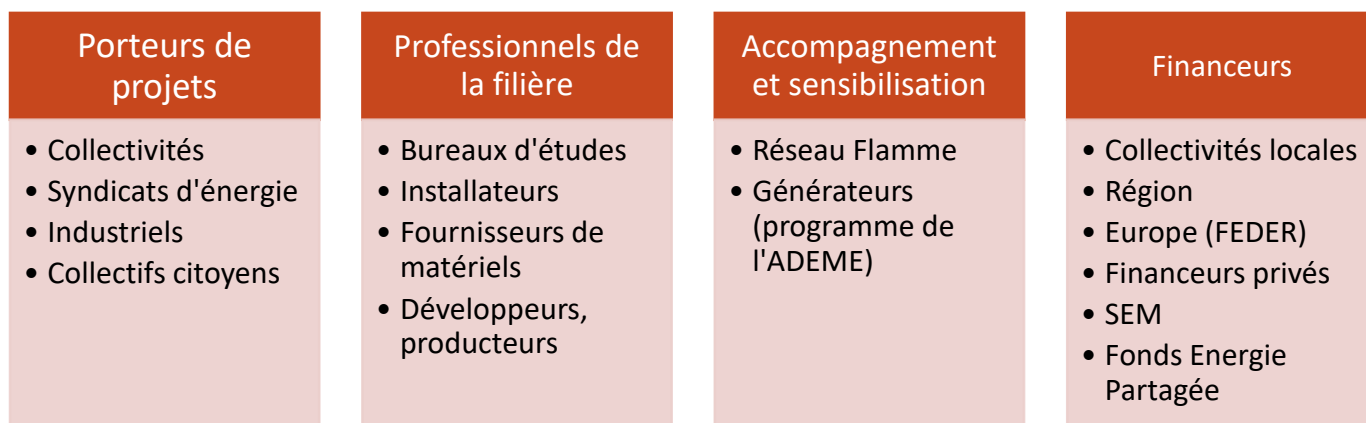 Porteurs de
projets
• Collectivités
• Syndicats d'énergie
• Industriels
• Collectifs citoyens
Professionnels de
la filière
• Bureaux d'études
• Installateurs
• Fournisseurs de
matériels
• Développeurs,
producteurs
Accompagnement
et sensibilisation
• Réseau Flamme
• Générateurs
(programme de
l'ADEME)
Financeurs
• Collectivités locales
• Région
• Europe (FEDER)
• Financeurs privés
• SEM
• Fonds Energie
Partagée